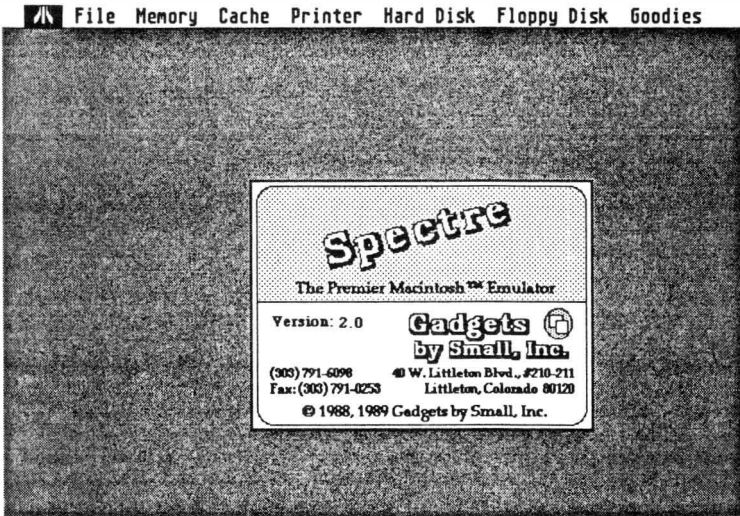 File Memory Cache Printer Hard Disk Floppy Disk Goodies
Spectre
The Premier Macintosh™ Emulator
Version: 2.0
Gadgets
by Small, Inc.
(303) 791-6098 40 W. Littleton Blvd., #210-211
Fax: (303) 791-0253 Littleton, Colorado 80120
© 1988, 1989 Gadgets by Small, Inc.